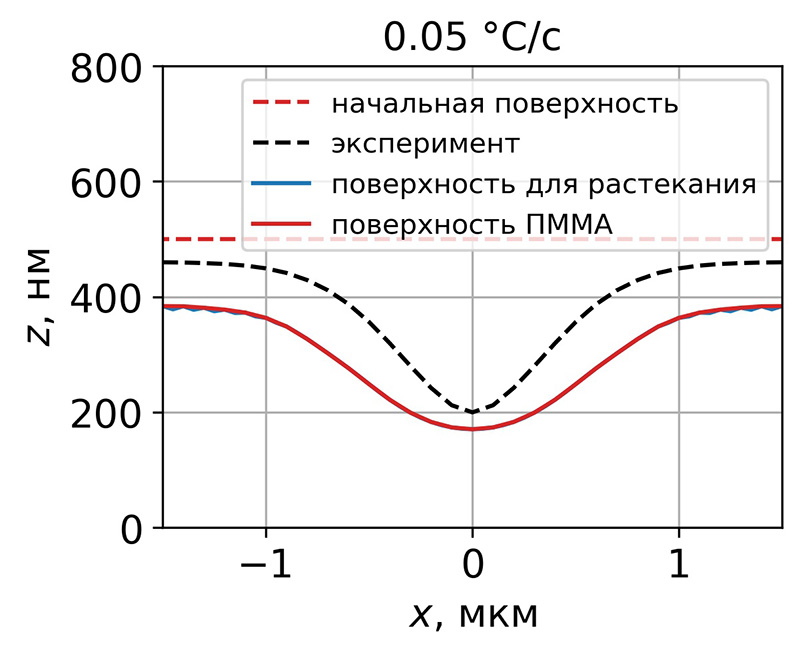 0.05 °C/c
800
600
400
200
0
z, нм
начальная поверхность
эксперимент
поверхность для растекания
поверхность ПММА
−1
0
1
x, мкм